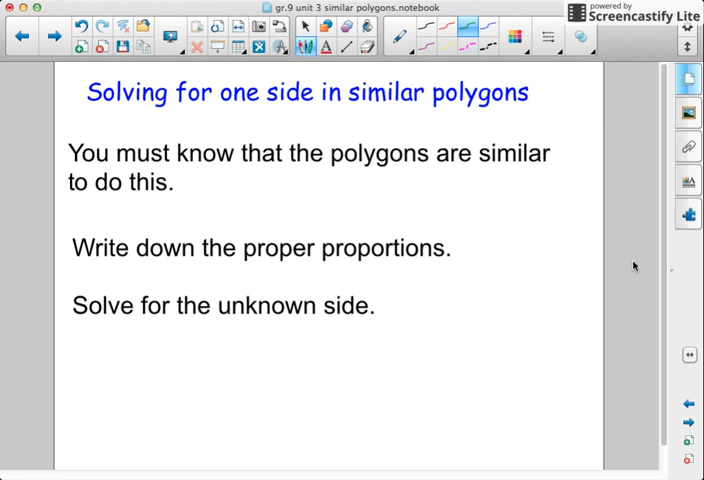 gr.9 unit 3 similar polygons.notebook
powered by
Screencastify Lite
Solving for one side in similar polygons
You must know that the polygons are similar
to do this.
Write down the proper proportions.
Solve for the unknown side.